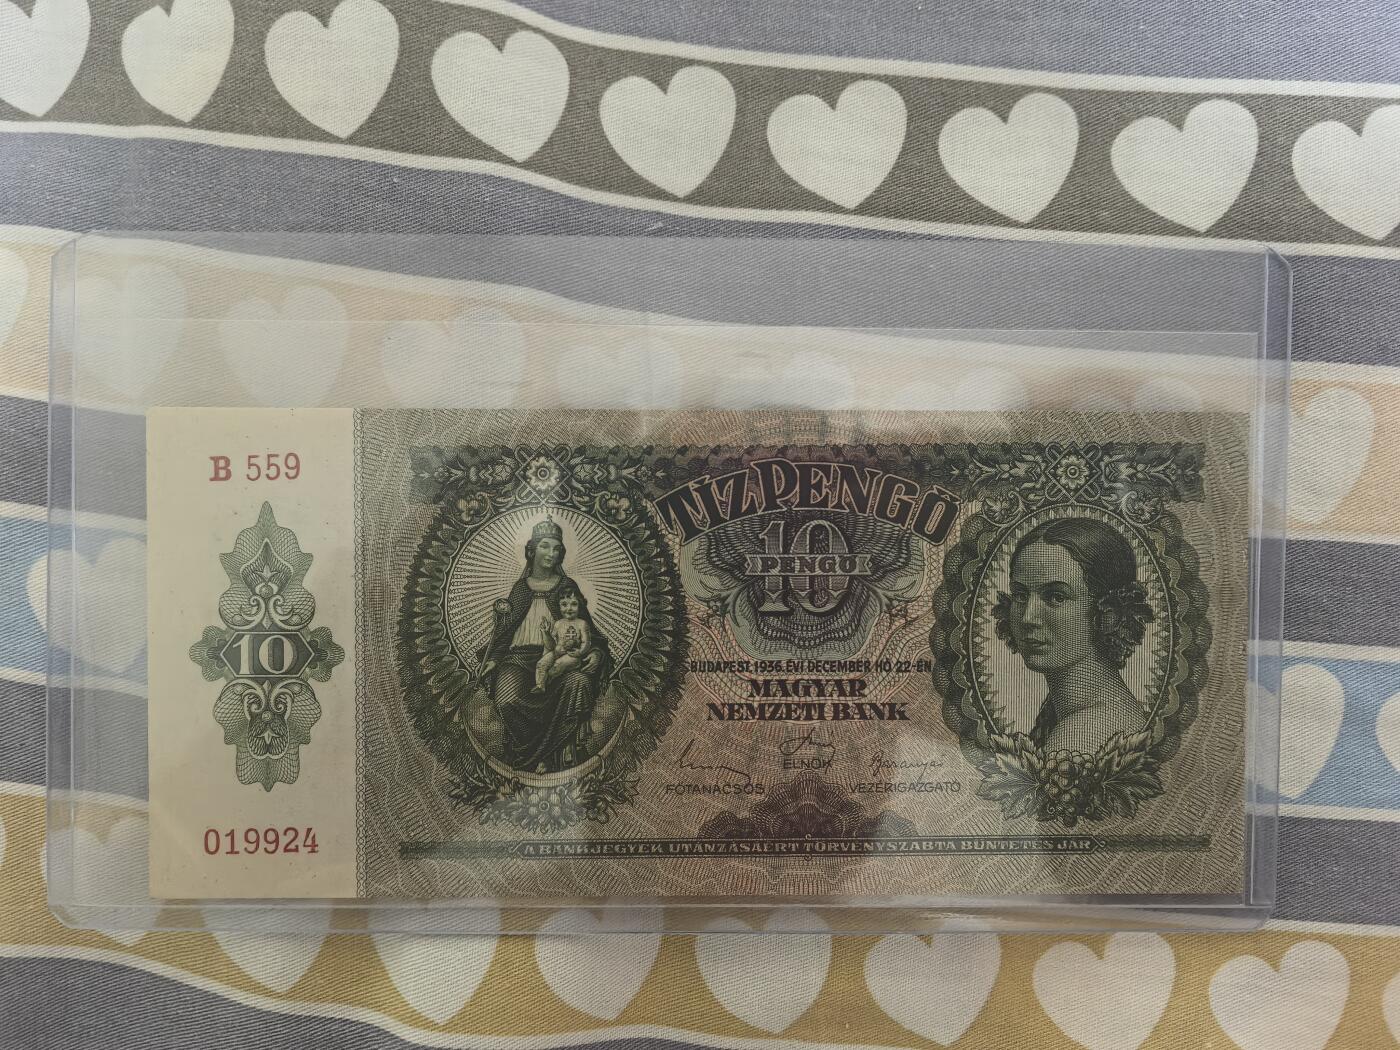 B 559
10
019924
TÍZ PENGŐ
10
PENGŐ
BUDAPEST, 1936. ÉVI DECEMBER HÓ 22-ÉN
MAGYAR
NEMZETI BANK
ELNÖK
FŐTANÁCSOS
VEZÉRIGAZGATÓ
A BANKJEGYEK UTÁNZÁSÁÉRT TÖRVÉNYSZABTA BÜNTETÉS JÁR